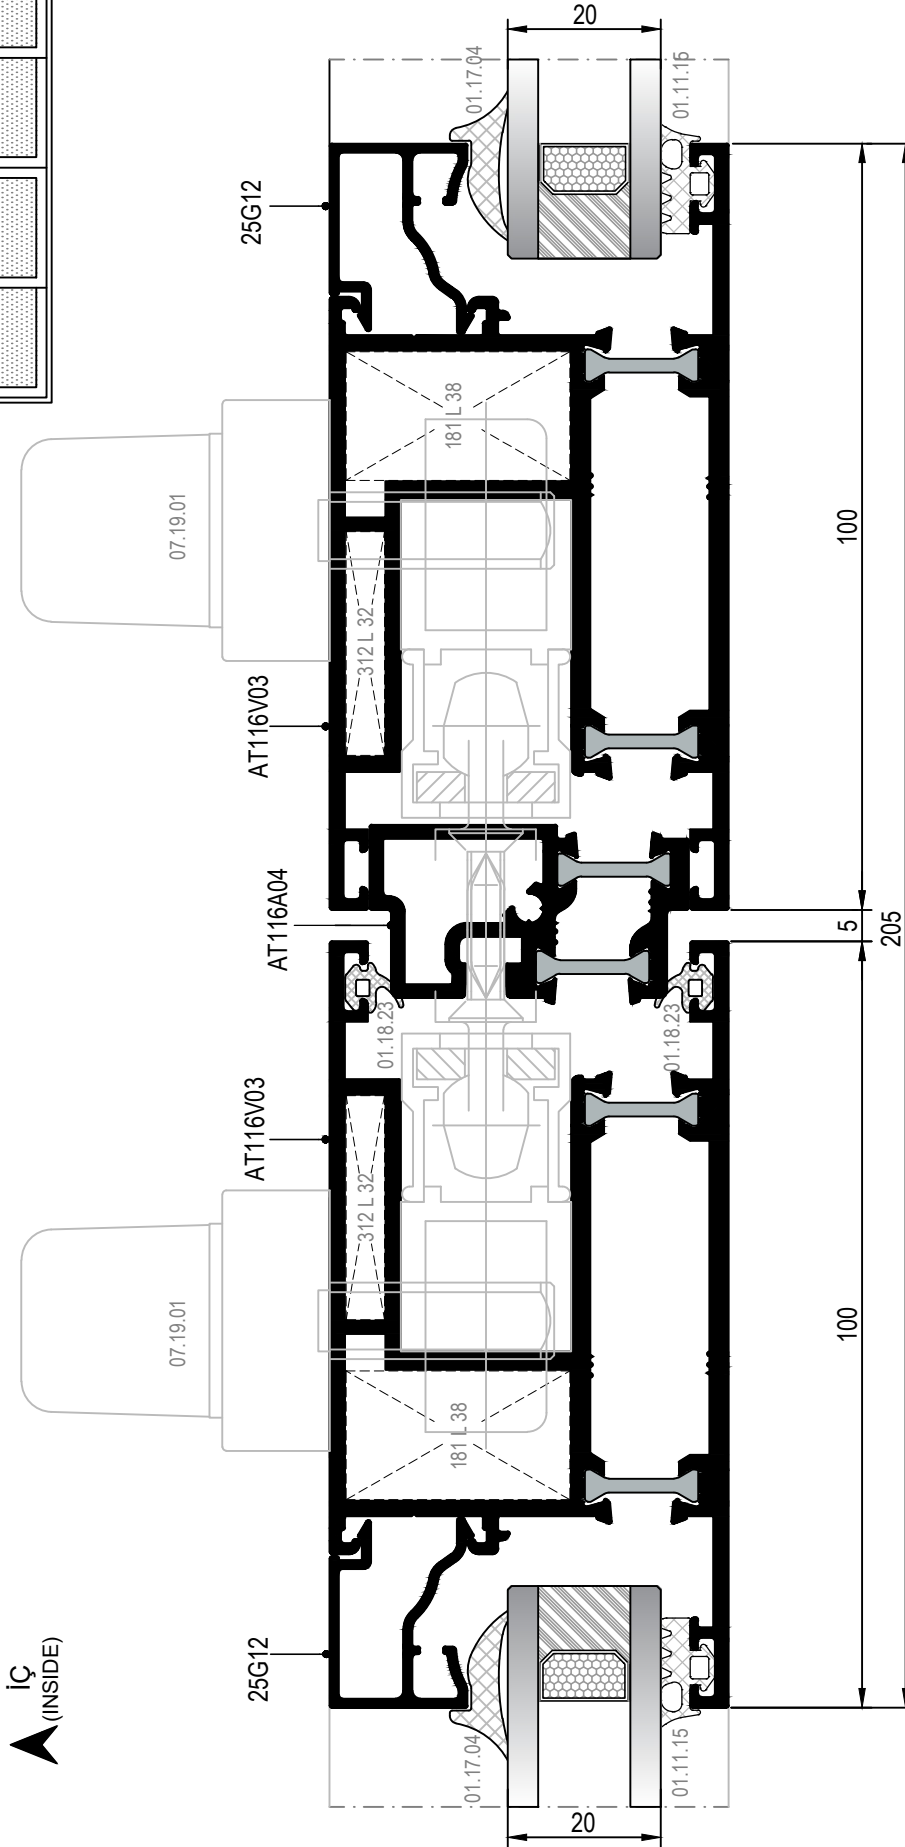 20
01.17.04
01.11.15
25G12
181 L 38
07.19.01
312 L 32
100
AT116V03
AT116A04
5
205
01.18.23
01.18.23
AT116V03
312 L 32
07.19.01
100
181 L 38
25G12
İÇ
(INSIDE)
01.17.04
01.11.15
20